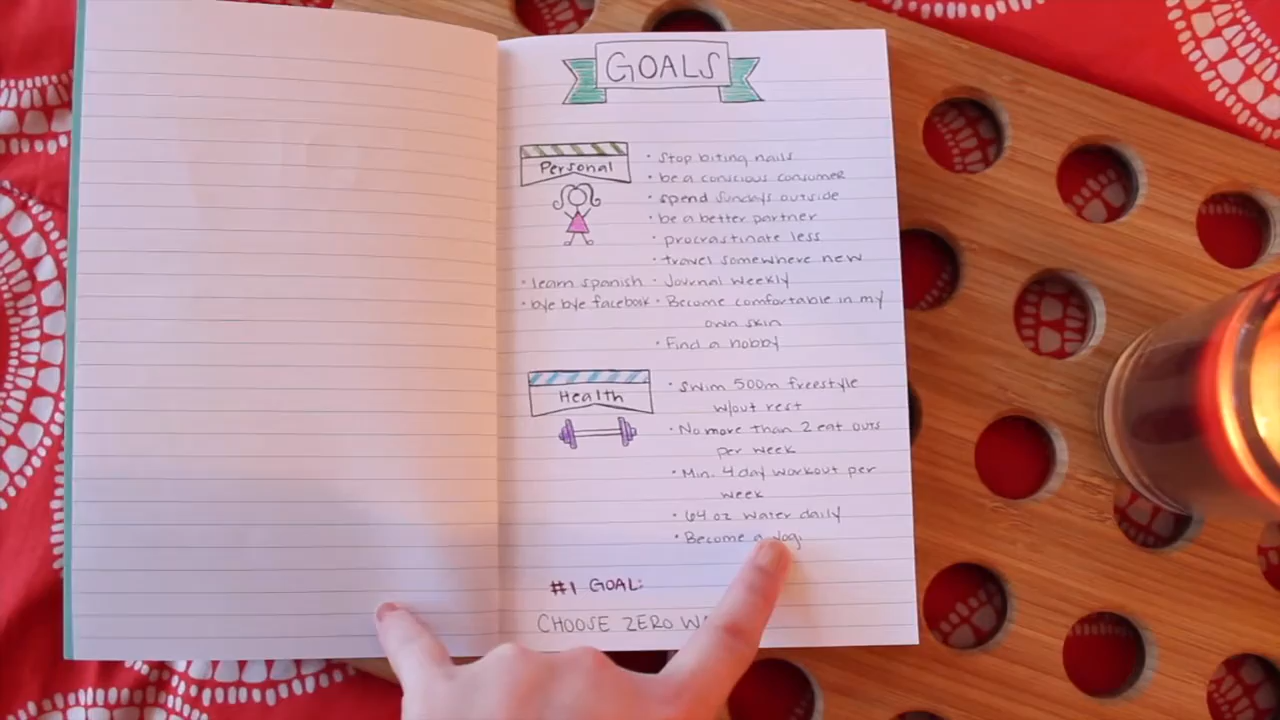 GOALS
Personal
• Stop biting nails
• be a conscious consumer
• spend Sundays outside
• be a better partner
• procrastinate less
• travel somewhere new
• learn spanish • Journal weekly
• bye bye facebook • Become comfortable in my
own skin
• Find a hobby
Health
• Swim 500m freestyle
w/out rest
• No more than 2 eat outs
per week
• Min. 4 day workout per
week
• 64 oz water daily
• Become a yogi
#1 GOAL:
CHOOSE ZERO